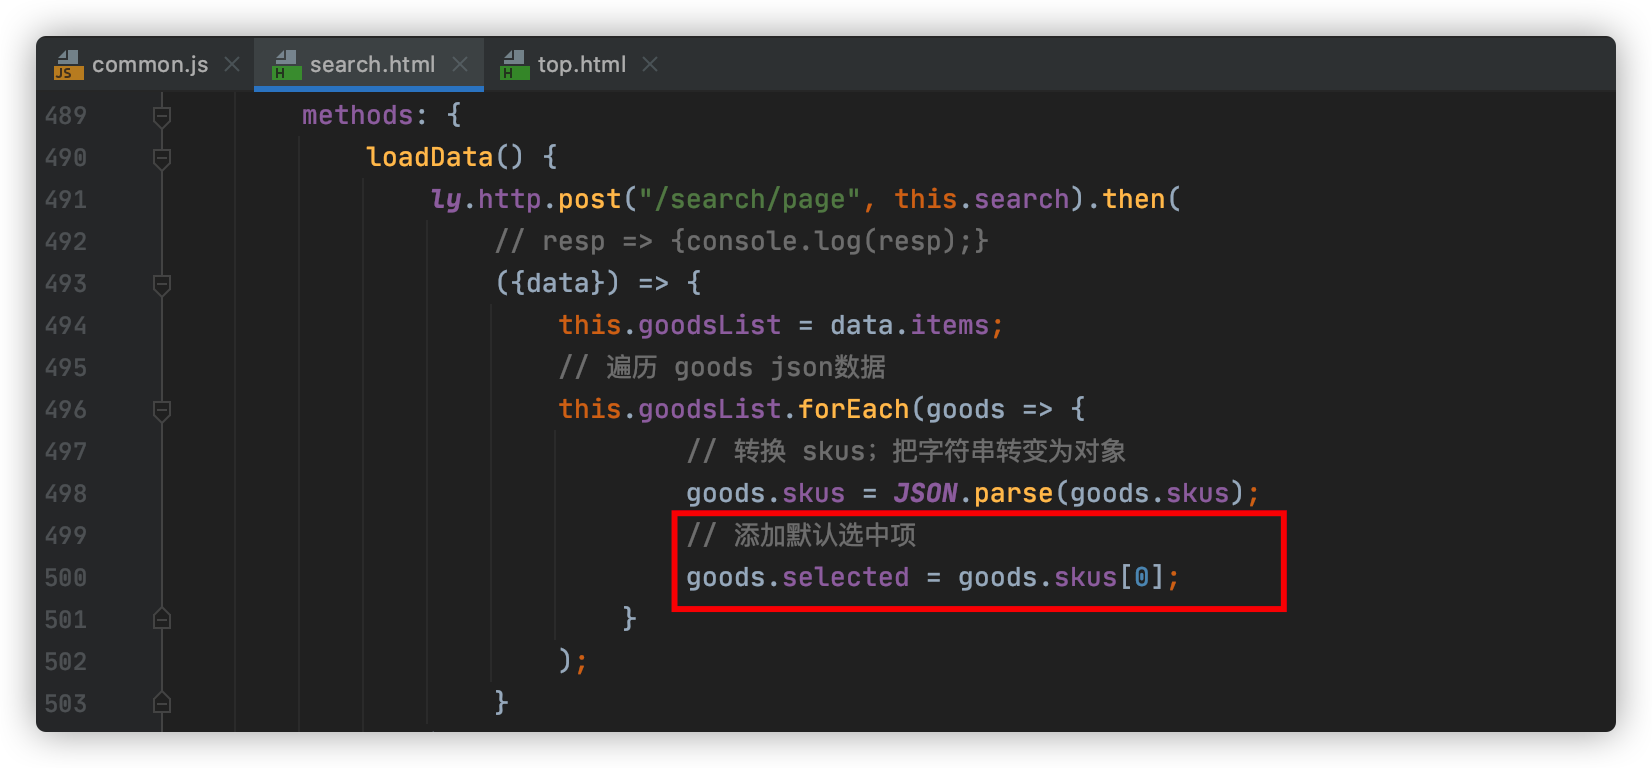 common.js search.html top.html
489 methods: {
490 loadData() {
491 ly.http.post("/search/page", this.search).then(
492 // resp => {console.log(resp);}
493 ({data}) => {
494 this.goodsList = data.items;
495 // 遍历 goods json数据
496 this.goodsList.forEach(goods => {
497 // 转换 skus；把字符串转变为对象
498 goods.skus = JSON.parse(goods.skus);
499 // 添加默认选中项
500 goods.selected = goods.skus[0];
501 }
502 );
503 }